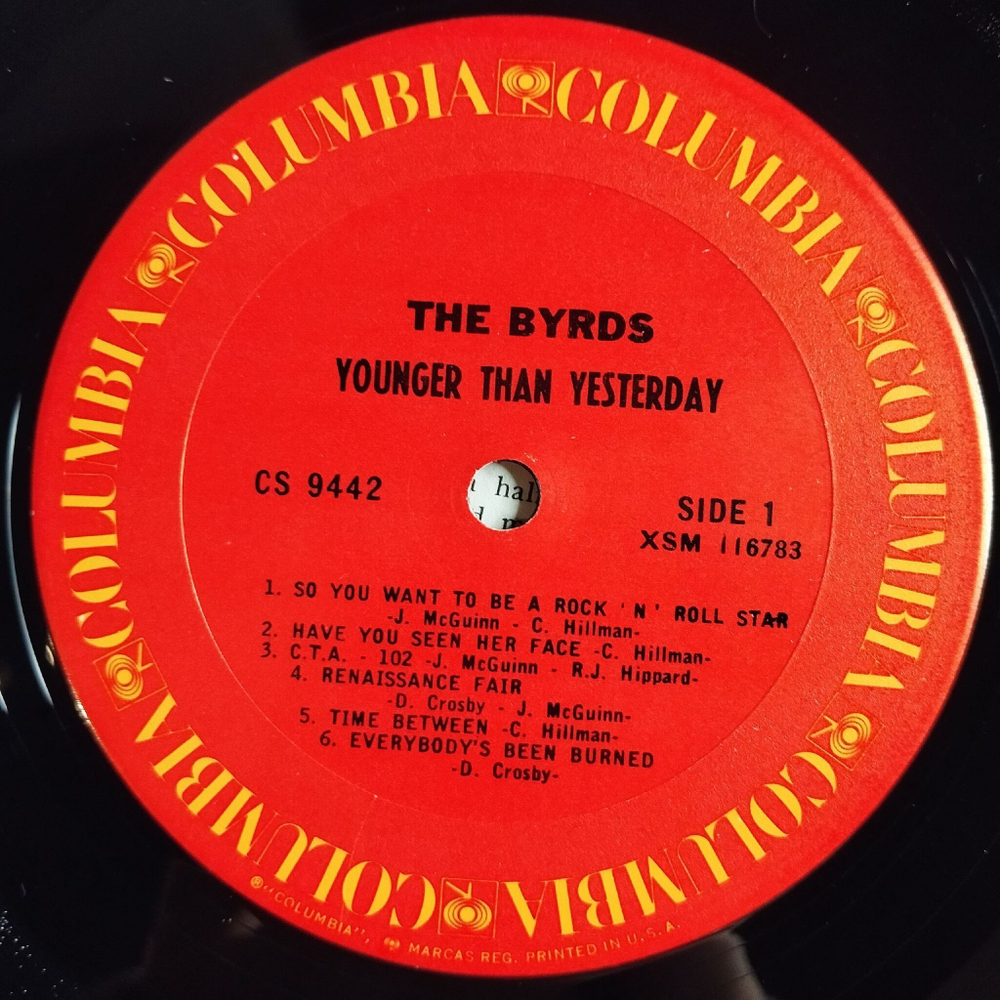 COLUMBIA COLUMBIA COLUMBIA COLUMBIA COLUMBIA COLUMBIA
THE BYRDS
YOUNGER THAN YESTERDAY
CS 9442
hal
SIDE 1
XSM 116783
1. SO YOU WANT TO BE A ROCK 'N' ROLL STAR
-J. McGuinn - C. Hillman-
2. HAVE YOU SEEN HER FACE -C. Hillman-
3. C.T.A. - 102 -J. McGuinn - R.J. Hippard-
4. RENAISSANCE FAIR
-D. Crosby - J. McGuinn-
5. TIME BETWEEN -C. Hillman-
6. EVERYBODY'S BEEN BURNED
-D. Crosby-
® "COLUMBIA", MARCAS REG. PRINTED IN U.S.A.